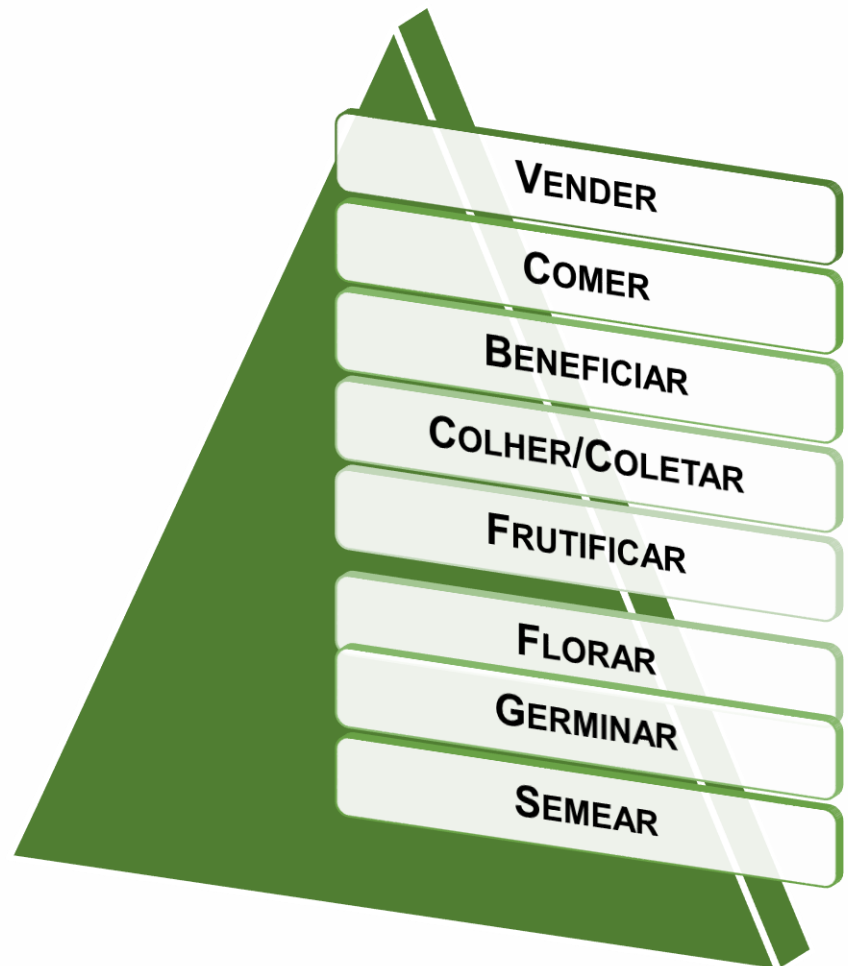 VENDER
COMER
BENEFICIAR
COLHER/COLETAR
FRUTIFICAR
FLORAR
GERMINAR
SEMEAR